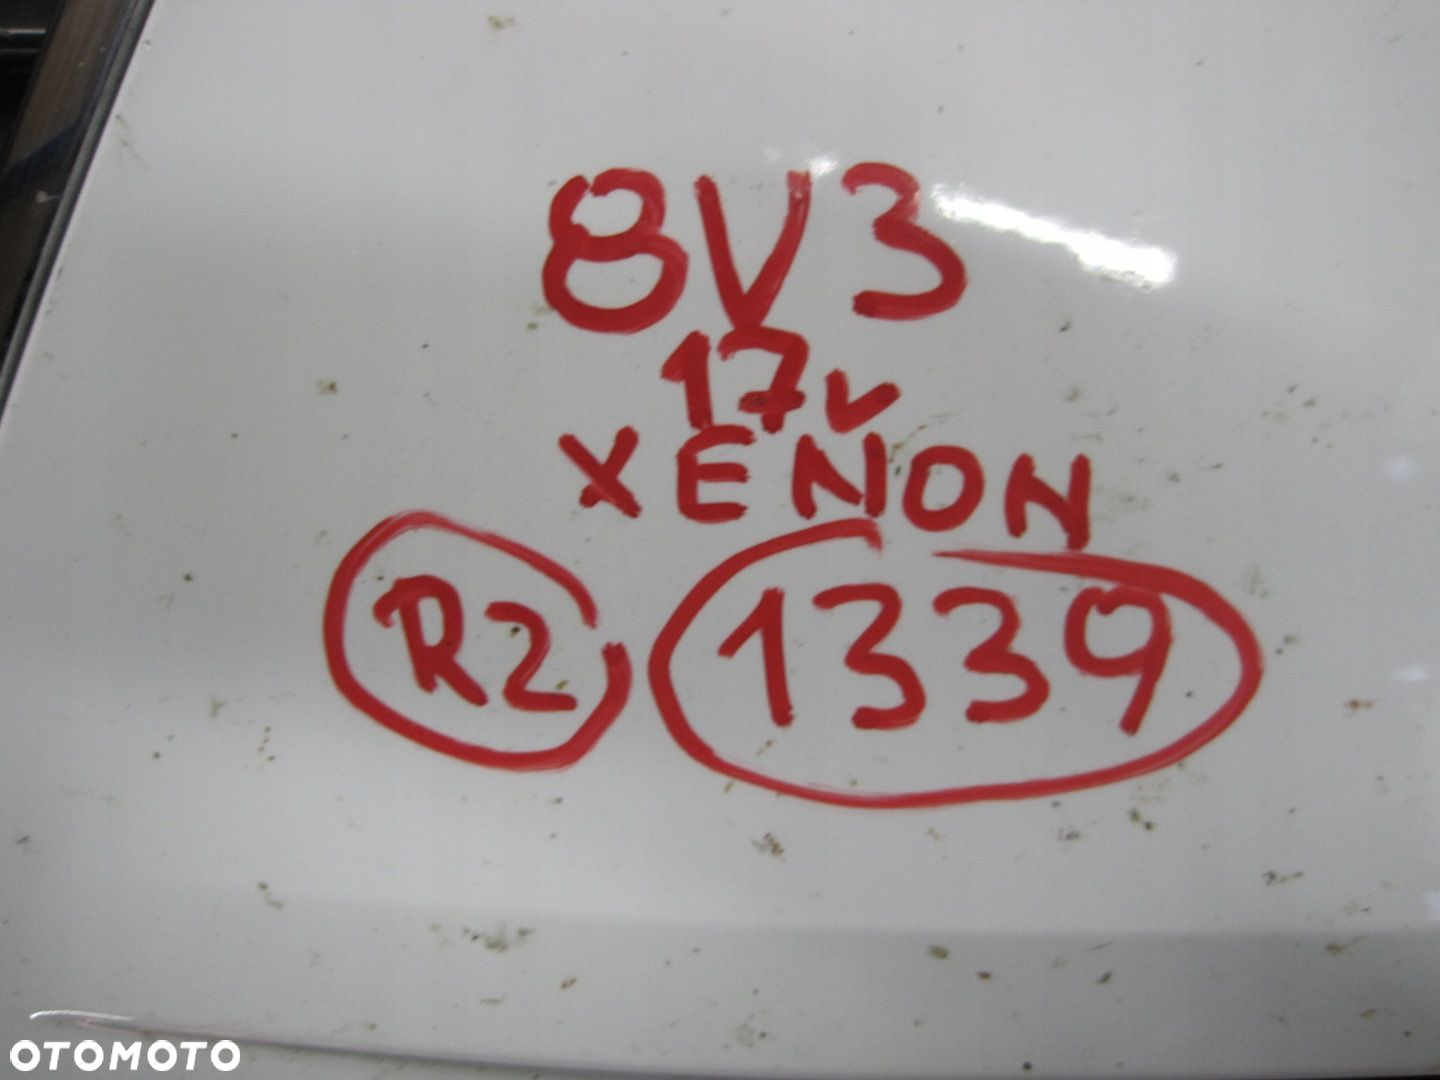 8V3
17v
XENON
R2 1339
OTOMOTO